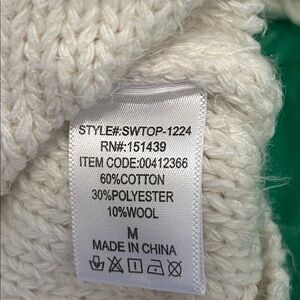 STYLE#:SWTOP-1224
RN#:151439
ITEM CODE:00412366
60%COTTON
30%POLYESTER
10%WOOL
M
MADE IN CHINA